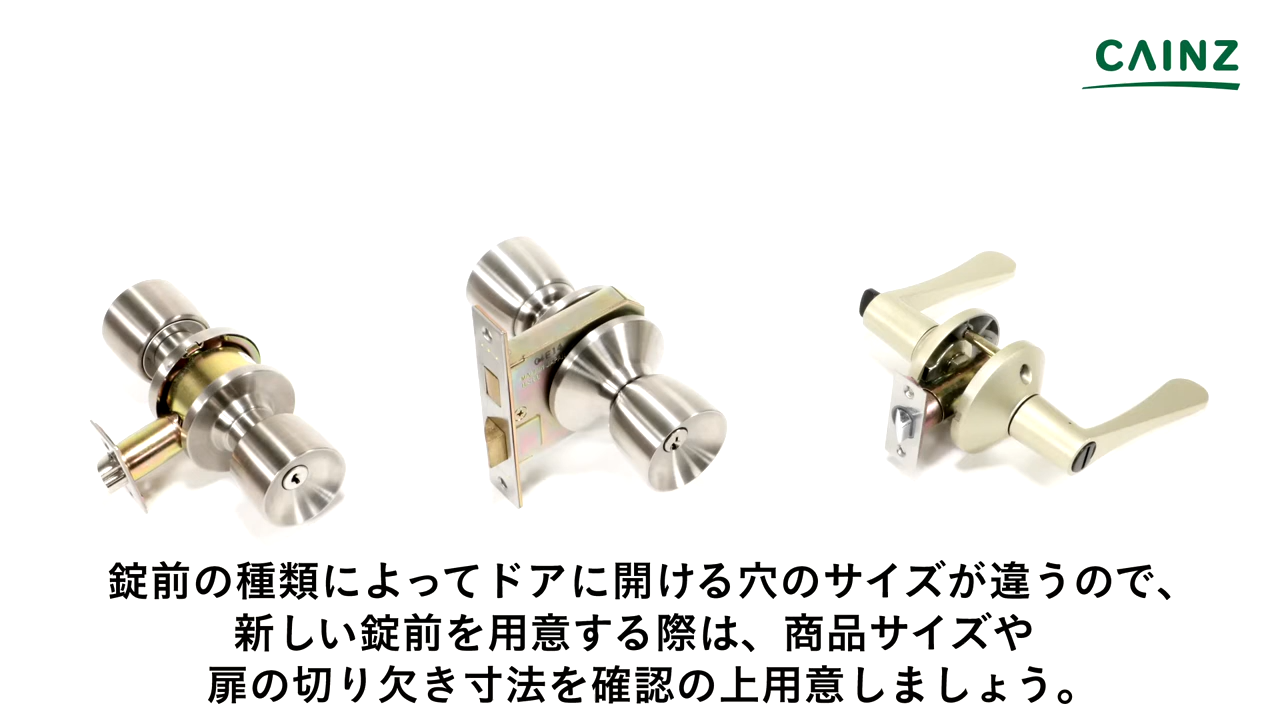 CAINZ
錠前の種類によってドアに開ける穴のサイズが違うので、
新しい錠前を用意する際は、商品サイズや
扉の切り欠き寸法を確認の上用意しましょう。